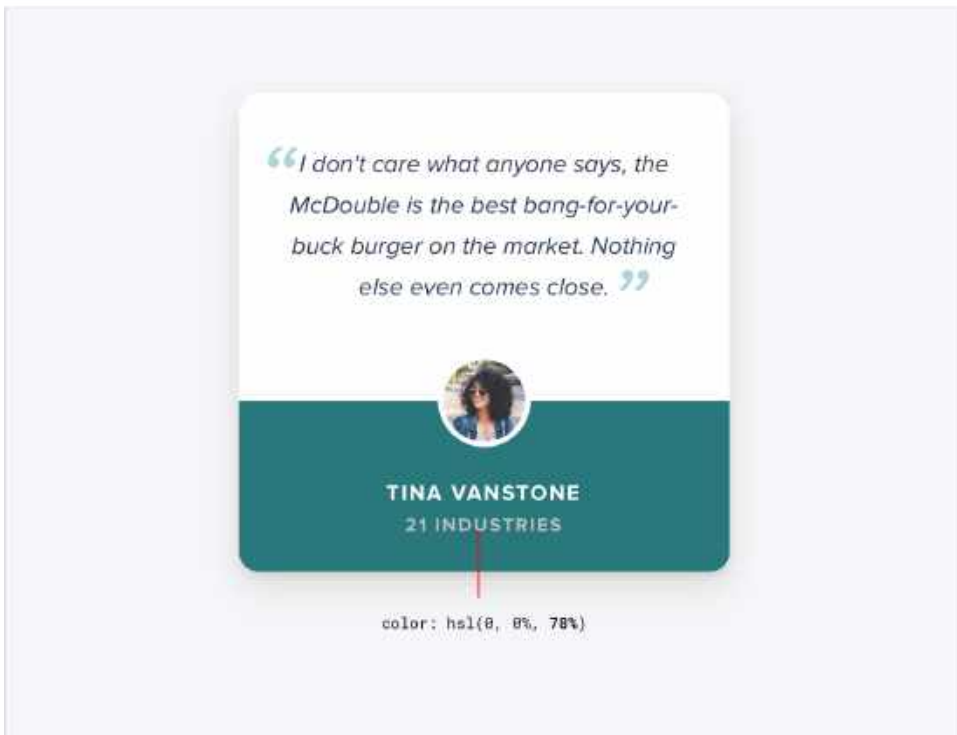 “I don't care what anyone says, the
McDouble is the best bang-for-your-
buck burger on the market. Nothing
else even comes close. ”
TINA VANSTONE
21 INDUSTRIES
color: hsl(0, 0%, 78%)